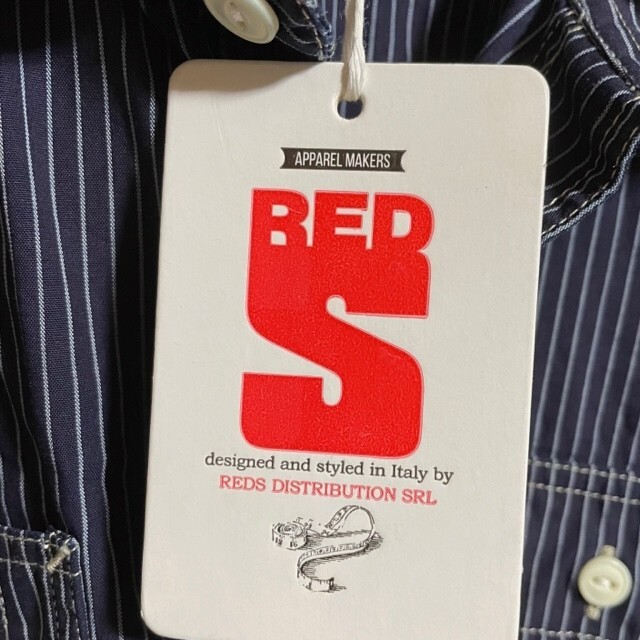 APPAREL MAKERS
RED
S
designed and styled in Italy by
REDS DISTRIBUTION SRL